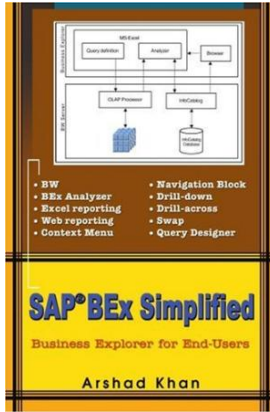 Business Explorer
MS-Excel
Query definition
Analyzer
Browser
BW Server
OLAP Processor
InfoCatalog
InfoCatalog
Database
• BW
• BEx Analyzer
• Excel reporting
• Web reporting
• Context Menu
• Navigation Block
• Drill-down
• Drill-across
• Swap
• Query Designer
SAP® BEx Simplified
Business Explorer for End-Users
Arshad Khan